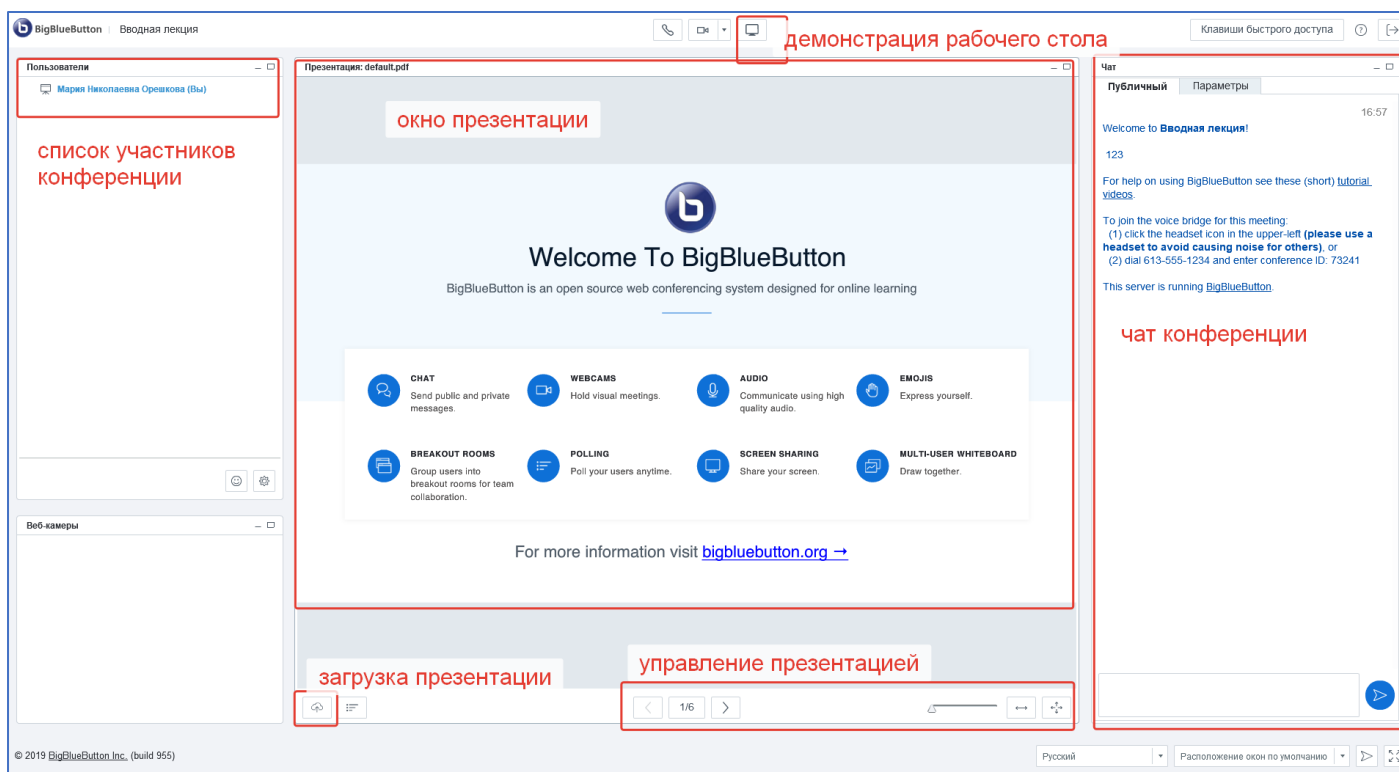 BigBlueButton
Вводная лекция
Клавиши быстрого доступа
демонстрация рабочего стола
Пользователи
Мария Николаевна Орешкова (Вы)
список участников
конференции
Веб-камеры
Презентация: default.pdf
окно презентации
b
Welcome To BigBlueButton
BigBlueButton is an open source web conferencing system designed for online learning
CHAT
Send public and private
messages.
WEBCAMS
Hold visual meetings.
AUDIO
Communicate using high
quality audio.
EMOJIS
Express yourself.
BREAKOUT ROOMS
Group users into
breakout rooms for team
collaboration.
POLLING
Poll your users anytime.
SCREEN SHARING
Share your screen.
MULTI-USER WHITEBOARD
Draw together.
For more information visit bigbluebutton.org →
загрузка презентации
управление презентацией
1/6
Чат
Публичный
Параметры
16:57
Welcome to Вводная лекция!
123
For help on using BigBlueButton see these (short) tutorial
videos.
To join the voice bridge for this meeting:
(1) click the headset icon in the upper-left (please use a
headset to avoid causing noise for others), or
(2) dial 613-555-1234 and enter conference ID: 73241
This server is running BigBlueButton.
чат конференции
© 2019 BigBlueButton Inc. (build 955)
Русский
Расположение окон по умолчанию